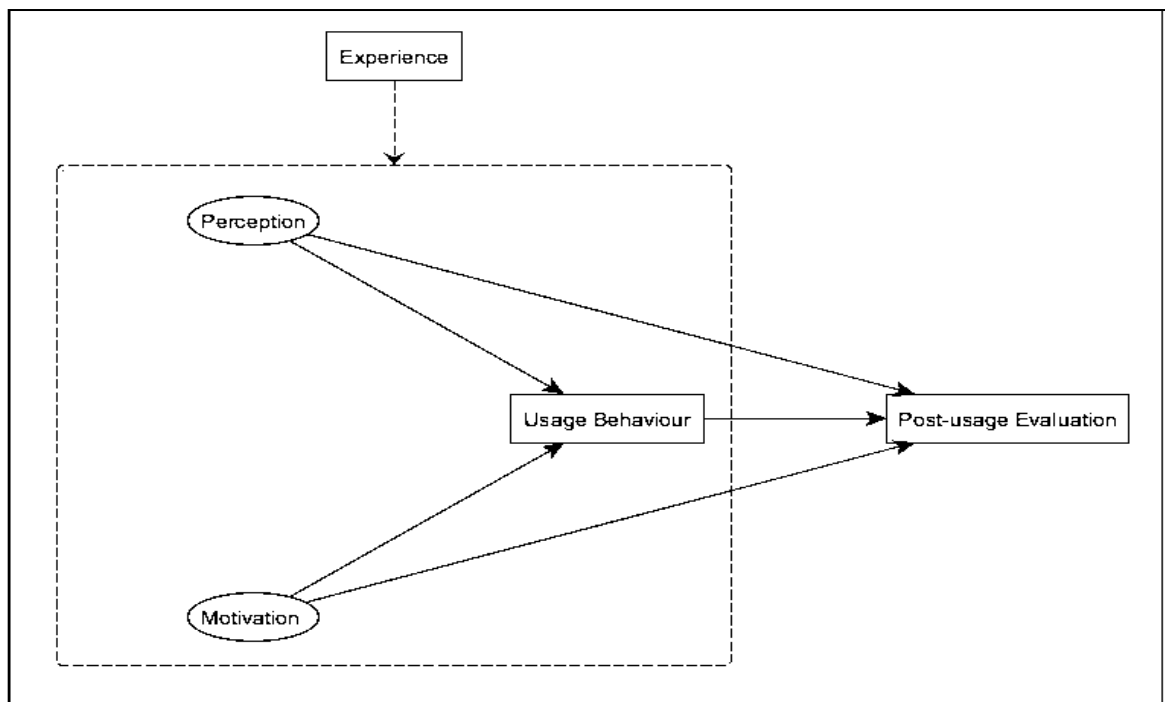 Experience
Perception
Usage Behaviour
Post-usage Evaluation
Motivation